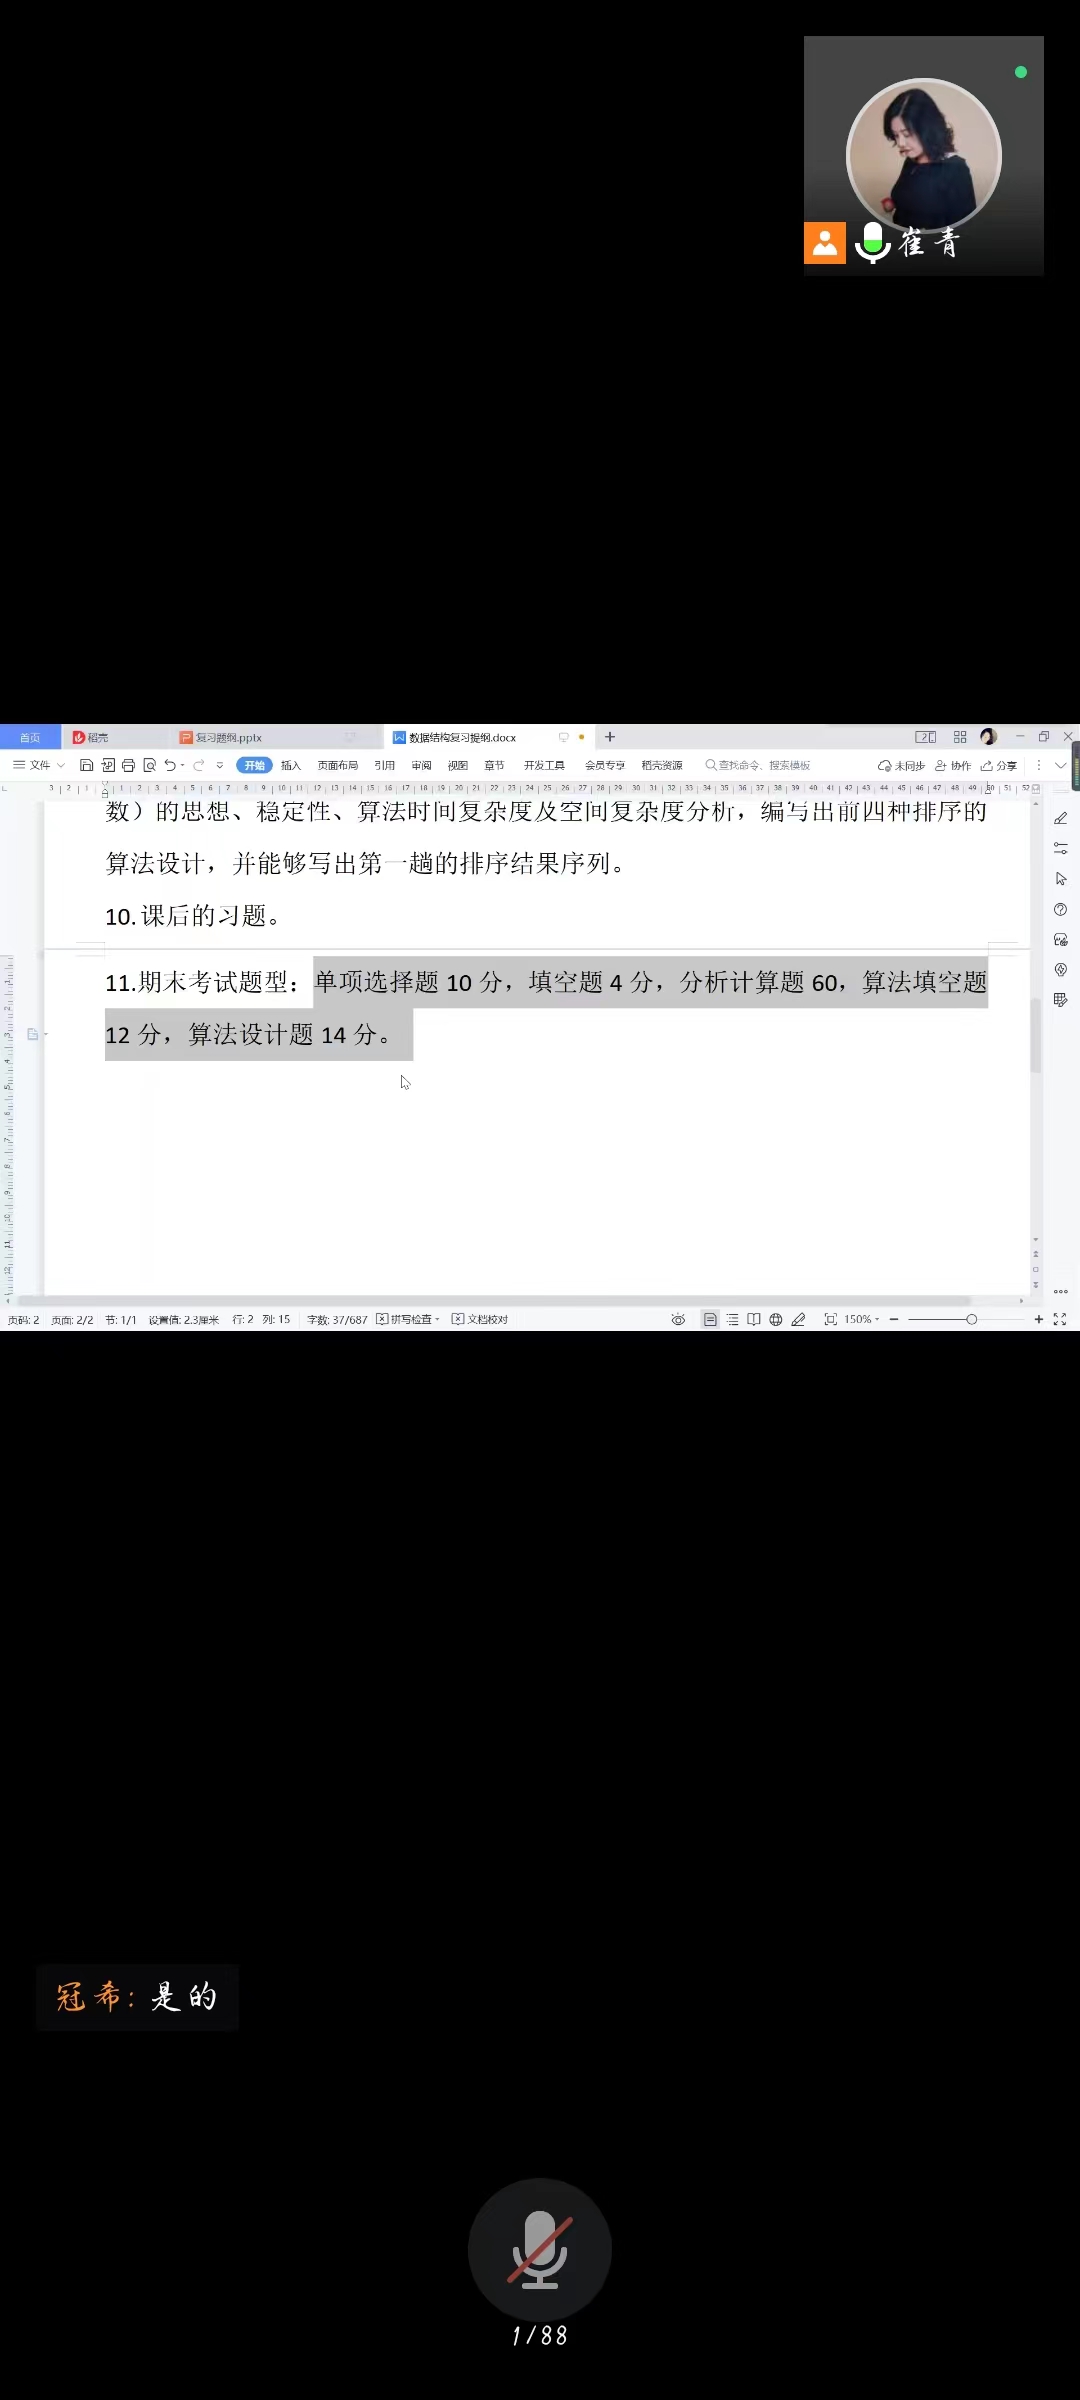 崔青
首页 稻壳 复习题纲.pptx 数据结构复习提纲.docx
文件 开始 插入 页面布局 引用 审阅 视图 章节 开发工具 会员专享 稻壳资源 查找命令、搜索模板 未同步 协作 分享
数）的思想、稳定性、算法时间复杂度及空间复杂度分析，编写出前四种排序的
算法设计，并能够写出第一趟的排序结果序列。
10. 课后的习题。
11.期末考试题型：单项选择题 10 分，填空题 4 分，分析计算题 60，算法填空题
12 分，算法设计题 14 分。
页码: 2 页面: 2/2 节: 1/1 设置值: 2.3厘米 行: 2 列: 15 字数: 37/687 拼写检查 文档校对 150%
冠希: 是的
1/88